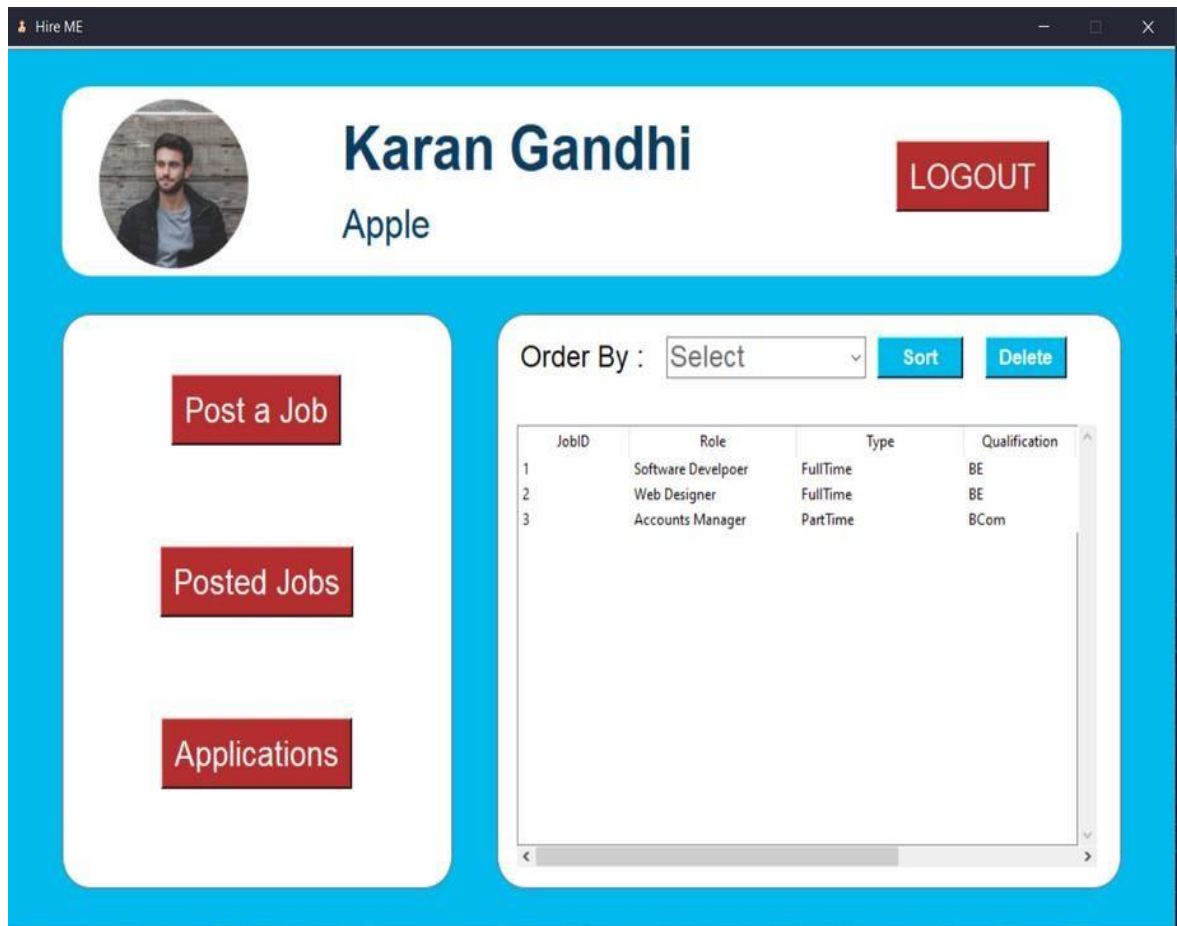 Hire ME
Karan Gandhi
Apple
LOGOUT
Post a Job
Posted Jobs
Applications
Order By : Select Sort Delete
JobID Role Type Qualification
1 Software Develpoer FullTime BE
2 Web Designer FullTime BE
3 Accounts Manager PartTime BCom